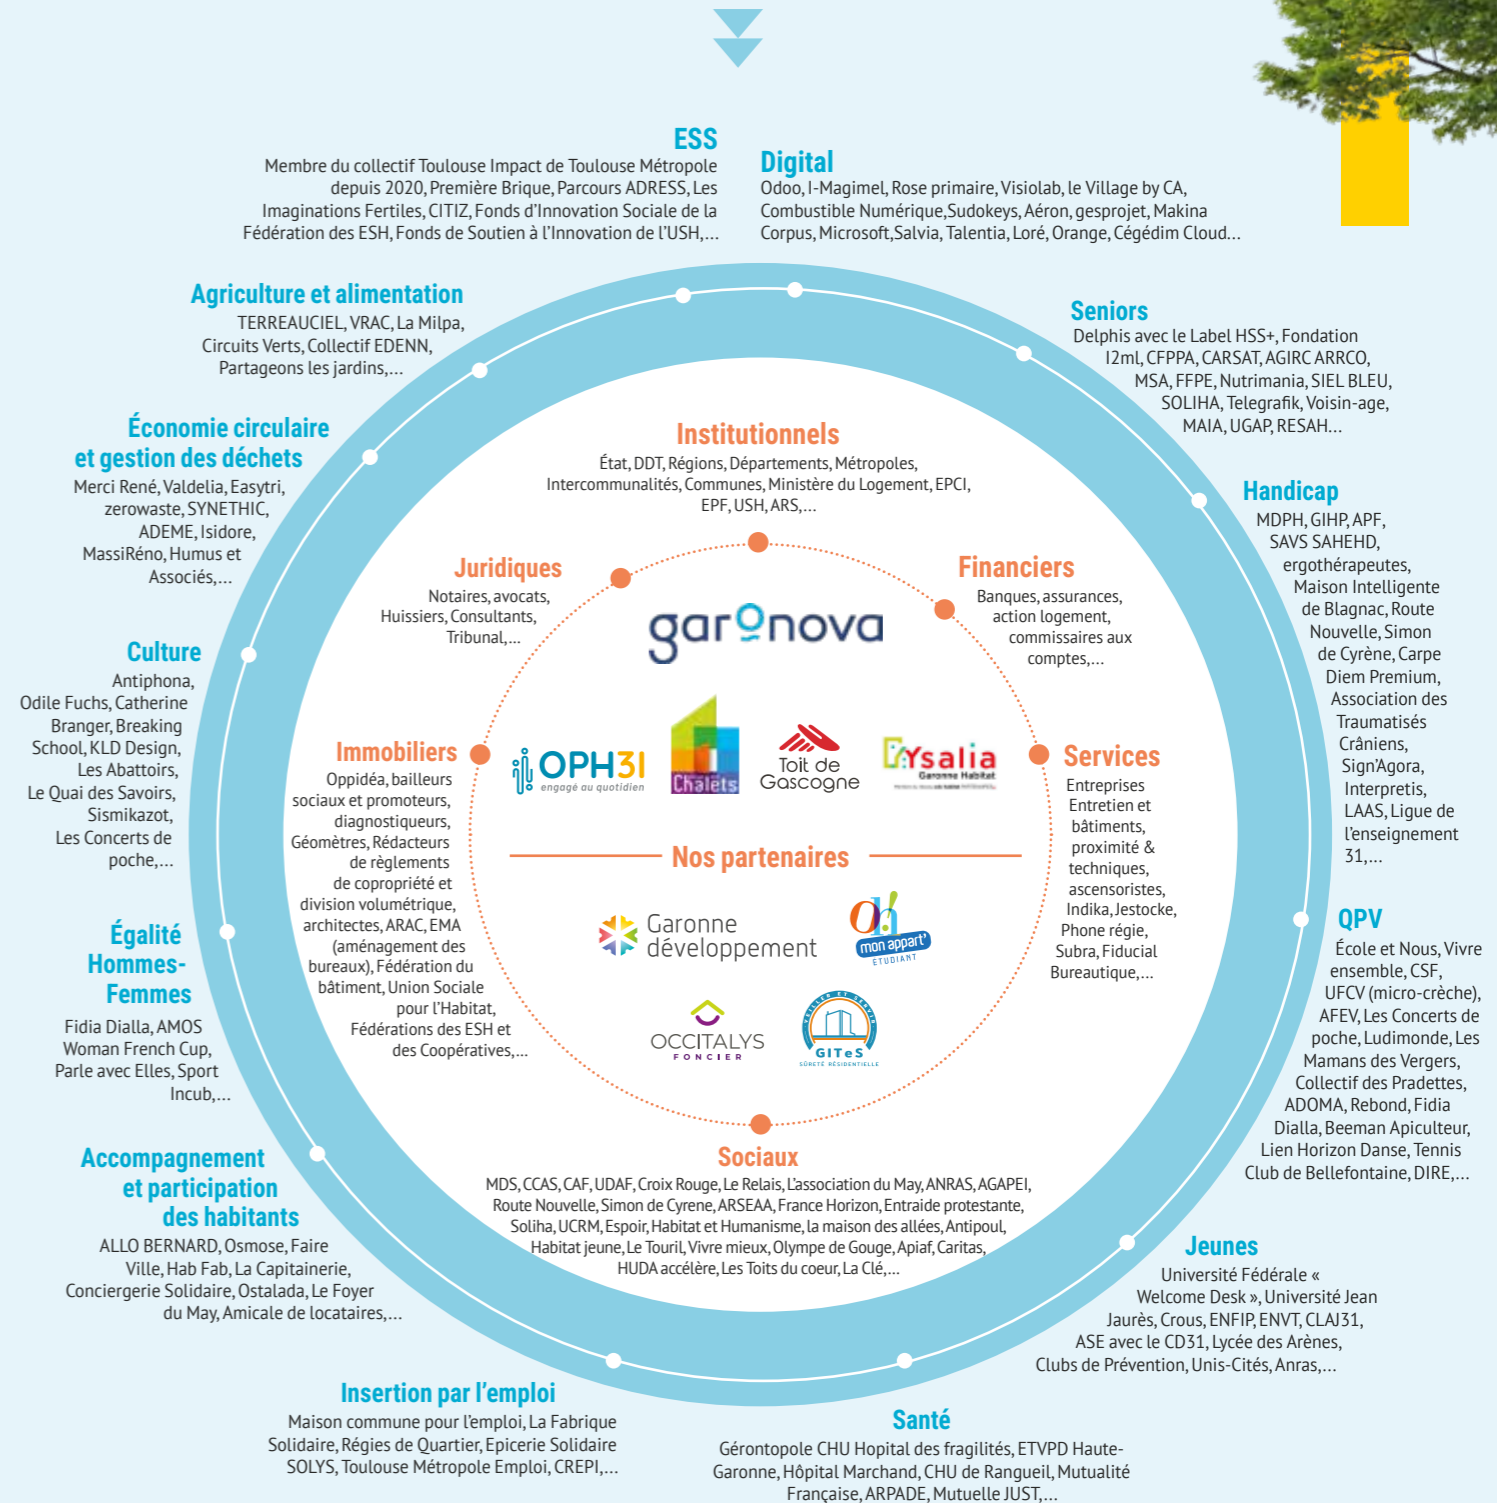 ESS
Membre du collectif Toulouse Impact de Toulouse Métropole
depuis 2020, Première Brique, Parcours ADRESS, Les
Imaginations Fertiles, CITIZ, Fonds d'Innovation Sociale de la
Fédération des ESH, Fonds de Soutien à l'Innovation de l'USH,...
Digital
Odoo, I-Magimel, Rose primaire, Visiolab, le Village by CA,
Combustible Numérique,Sudokeys, Aéron, gesprojet, Makina
Corpus, Microsoft,Salvia, Talentia, Loré, Orange, Cégédim Cloud...
Agriculture et alimentation
TERREAUCIEL, VRAC, La Milpa,
Circuits Verts, Collectif EDENN,
Partageons les jardins,...
Seniors
Delphis avec le Label HSS+, Fondation
I2ml, CFPPA, CARSAT, AGIRC ARRCO,
MSA, FFPE, Nutrimania, SIEL BLEU,
SOLIHA, Telegrafik, Voisin-age,
MAIA, UGAP, RESAH...
Économie circulaire
et gestion des déchets
Merci René, Valdelia, Easytri,
zerowaste, SYNETHIC,
ADEME, Isidore,
MassiRéno, Humus et
Associés,...
Handicap
MDPH, GIHP, APF,
SAVS SAHEHD,
ergothérapeutes,
Maison Intelligente
de Blagnac, Route
Nouvelle, Simon
de Cyrène, Carpe
Diem Premium,
Association des
Traumatisés
Crâniens,
Sign'Agora,
Interpretis,
LAAS, Ligue de
l'enseignement
31,...
Culture
Antiphona,
Odile Fuchs, Catherine
Branger, Breaking
School, KLD Design,
Les Abattoirs,
Le Quai des Savoirs,
Sismikazot,
Les Concerts de
poche,...
QPV
École et Nous, Vivre
ensemble, CSF,
UFCV (micro-crèche),
AFEV, Les Concerts de
poche, Ludimonde, Les
Mamans des Vergers,
Collectif des Pradettes,
ADOMA, Rebond, Fidia
Dialla, Beeman Apiculteur,
Lien Horizon Danse, Tennis
Club de Bellefontaine, DIRE,...
Égalité
Hommes-
Femmes
Fidia Dialla, AMOS
Woman French Cup,
Parle avec Elles, Sport
Incub,...
Accompagnement
et participation
des habitants
ALLO BERNARD, Osmose, Faire
Ville, Hab Fab, La Capitainerie,
Conciergerie Solidaire, Ostalada, Le Foyer
du May, Amicale de locataires,...
Jeunes
Université Fédérale «
Welcome Desk », Université Jean
Jaurès, Crous, ENFIP, ENVT, CLAJ31,
ASE avec le CD31, Lycée des Arènes,
Clubs de Prévention, Unis-Cités, Anras,...
Insertion par l'emploi
Maison commune pour l'emploi, La Fabrique
Solidaire, Régies de Quartier, Epicerie Solidaire
SOLYS, Toulouse Métropole Emploi, CREPI,...
Santé
Gérontopole CHU Hopital des fragilités, ETVPD Haute-
Garonne, Hôpital Marchand, CHU de Rangueil, Mutualité
Française, ARPADE, Mutuelle JUST,...
Institutionnels
État, DDT, Régions, Départements, Métropoles,
Intercommunalités, Communes, Ministère du Logement, EPCI,
EPF, USH, ARS,...
Juridiques
Notaires, avocats,
Huissiers, Consultants,
Tribunal,...
Financiers
Banques, assurances,
action logement,
commissaires aux
comptes,...
Immobiliers
Oppidéa, bailleurs
sociaux et promoteurs,
diagnostiqueurs,
Géomètres, Rédacteurs
de règlements
de copropriété et
division volumétrique,
architectes, ARAC, EMA
(aménagement des
bureaux), Fédération du
bâtiment, Union Sociale
pour l'Habitat,
Fédérations des ESH et
des Coopératives,...
Services
Entreprises
Entretien et
bâtiments,
proximité &
techniques,
ascensoristes,
Indika, Jestocke,
Phone régie,
Subra, Fiducial
Bureautique,...
garonova
OPH31
engagé au quotidien
Chalets
Toit de
Gascogne
Ysalia
Garonne Habitat
Nos partenaires
Garonne
développement
Oh!
mon appart'
ÉTUDIANT
OCCITALYS
FONCIER
VEILLER ET SERVIR
GITeS
SÛRETÉ RÉSIDENTIELLE
Sociaux
MDS, CCAS, CAF, UDAF, Croix Rouge, Le Relais, L'association du May, ANRAS, AGAPEI,
Route Nouvelle, Simon de Cyrene, ARSEAA, France Horizon, Entraide protestante,
Soliha, UCRM, Espoir, Habitat et Humanisme, la maison des allées, Antipoul,
Habitat jeune, Le Touril, Vivre mieux, Olympe de Gouge, Apiaf, Caritas,
HUDA accélère, Les Toits du coeur, La Clé,...